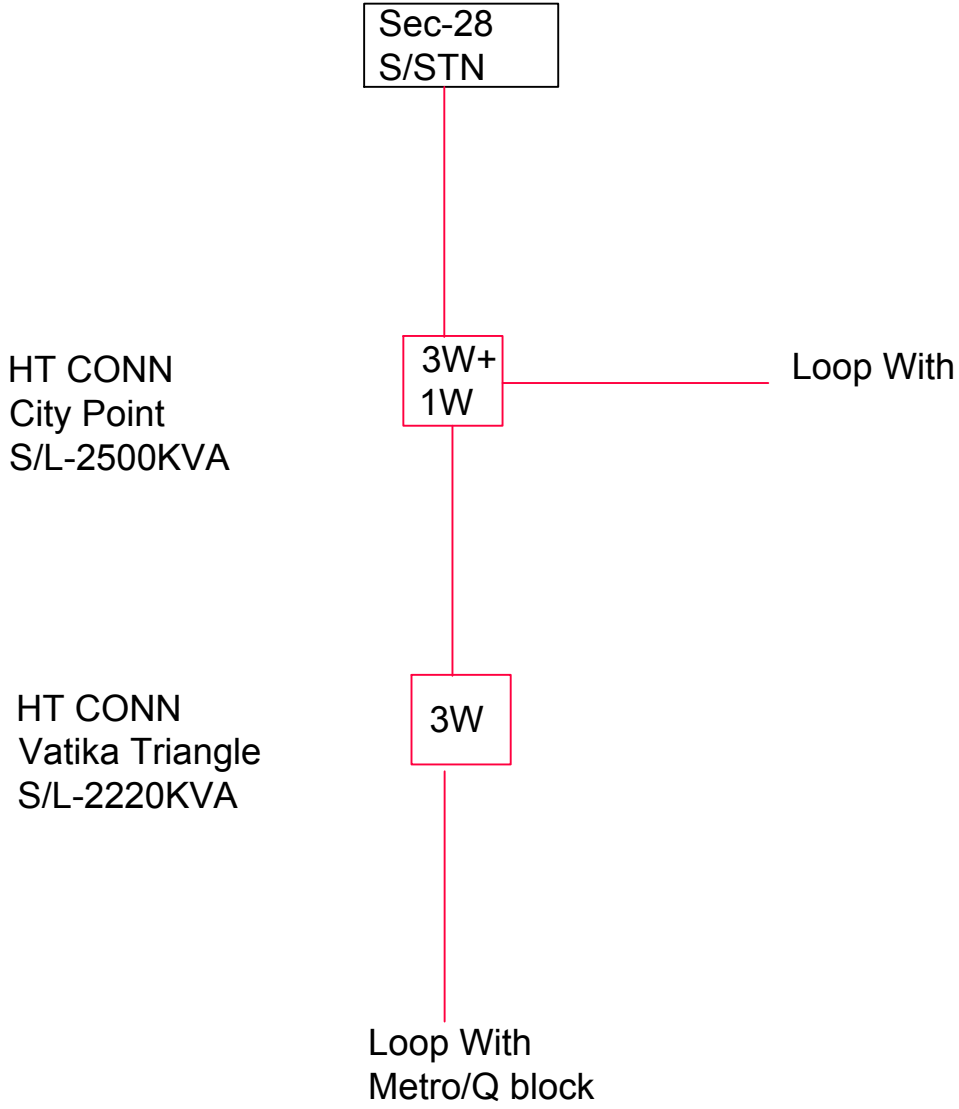 Sec-28
S/STN
HT CONN
City Point
S/L-2500KVA
3W+
1W
Loop With
HT CONN
Vatika Triangle
S/L-2220KVA
3W
Loop With
Metro/Q block